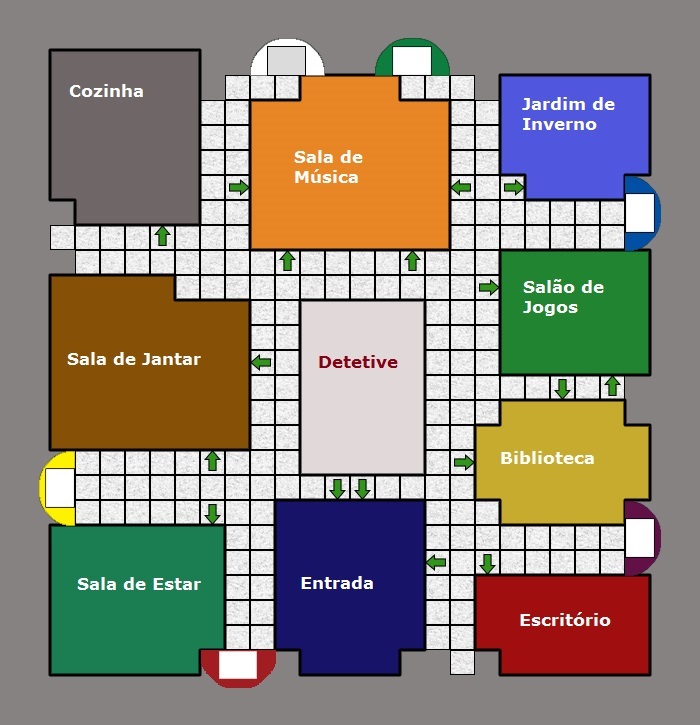 Cozinha
Sala de
Música
Jardim de
Inverno
Salão de
Jogos
Sala de Jantar
Detetive
Biblioteca
Sala de Estar
Entrada
Escritório